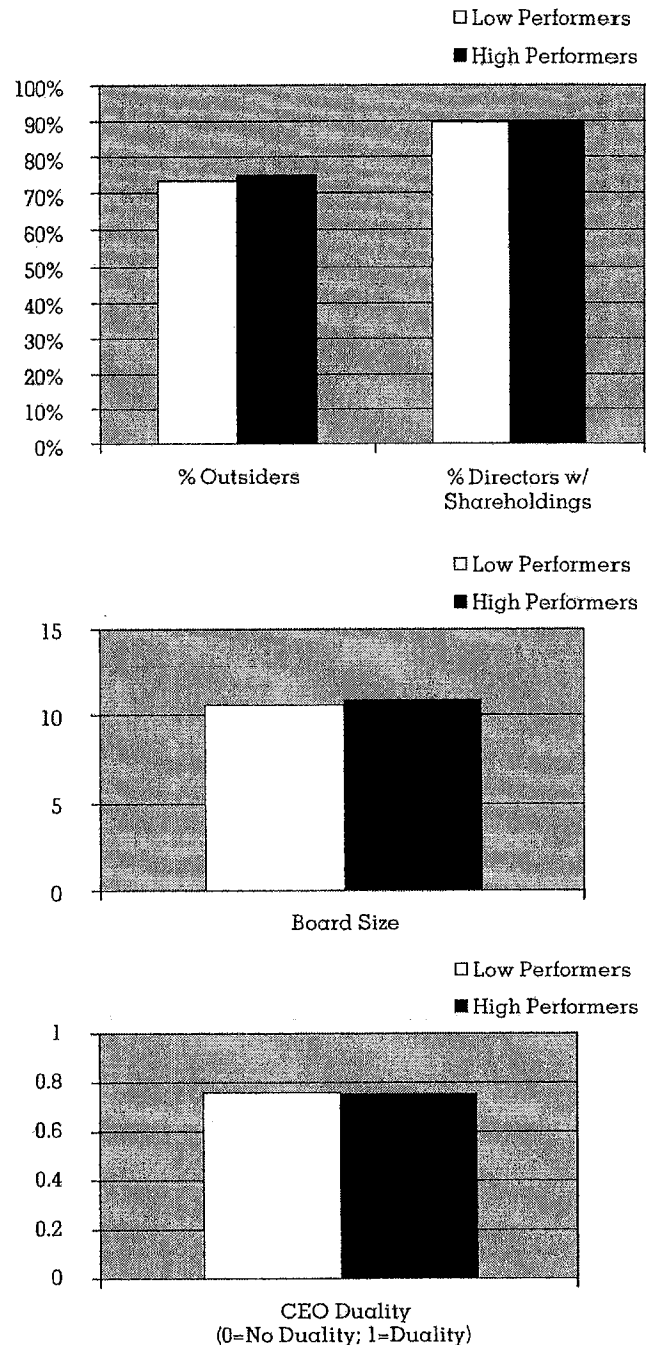 Low Performers
High Performers
100%
90%
80%
70%
60%
50%
40%
30%
20%
10%
0%
% Outsiders
% Directors w/
Shareholdings
Low Performers
High Performers
15
10
5
0
Board Size
Low Performers
High Performers
1
0.8
0.6
0.4
0.2
0
CEO Duality
(0=No Duality; 1=Duality)